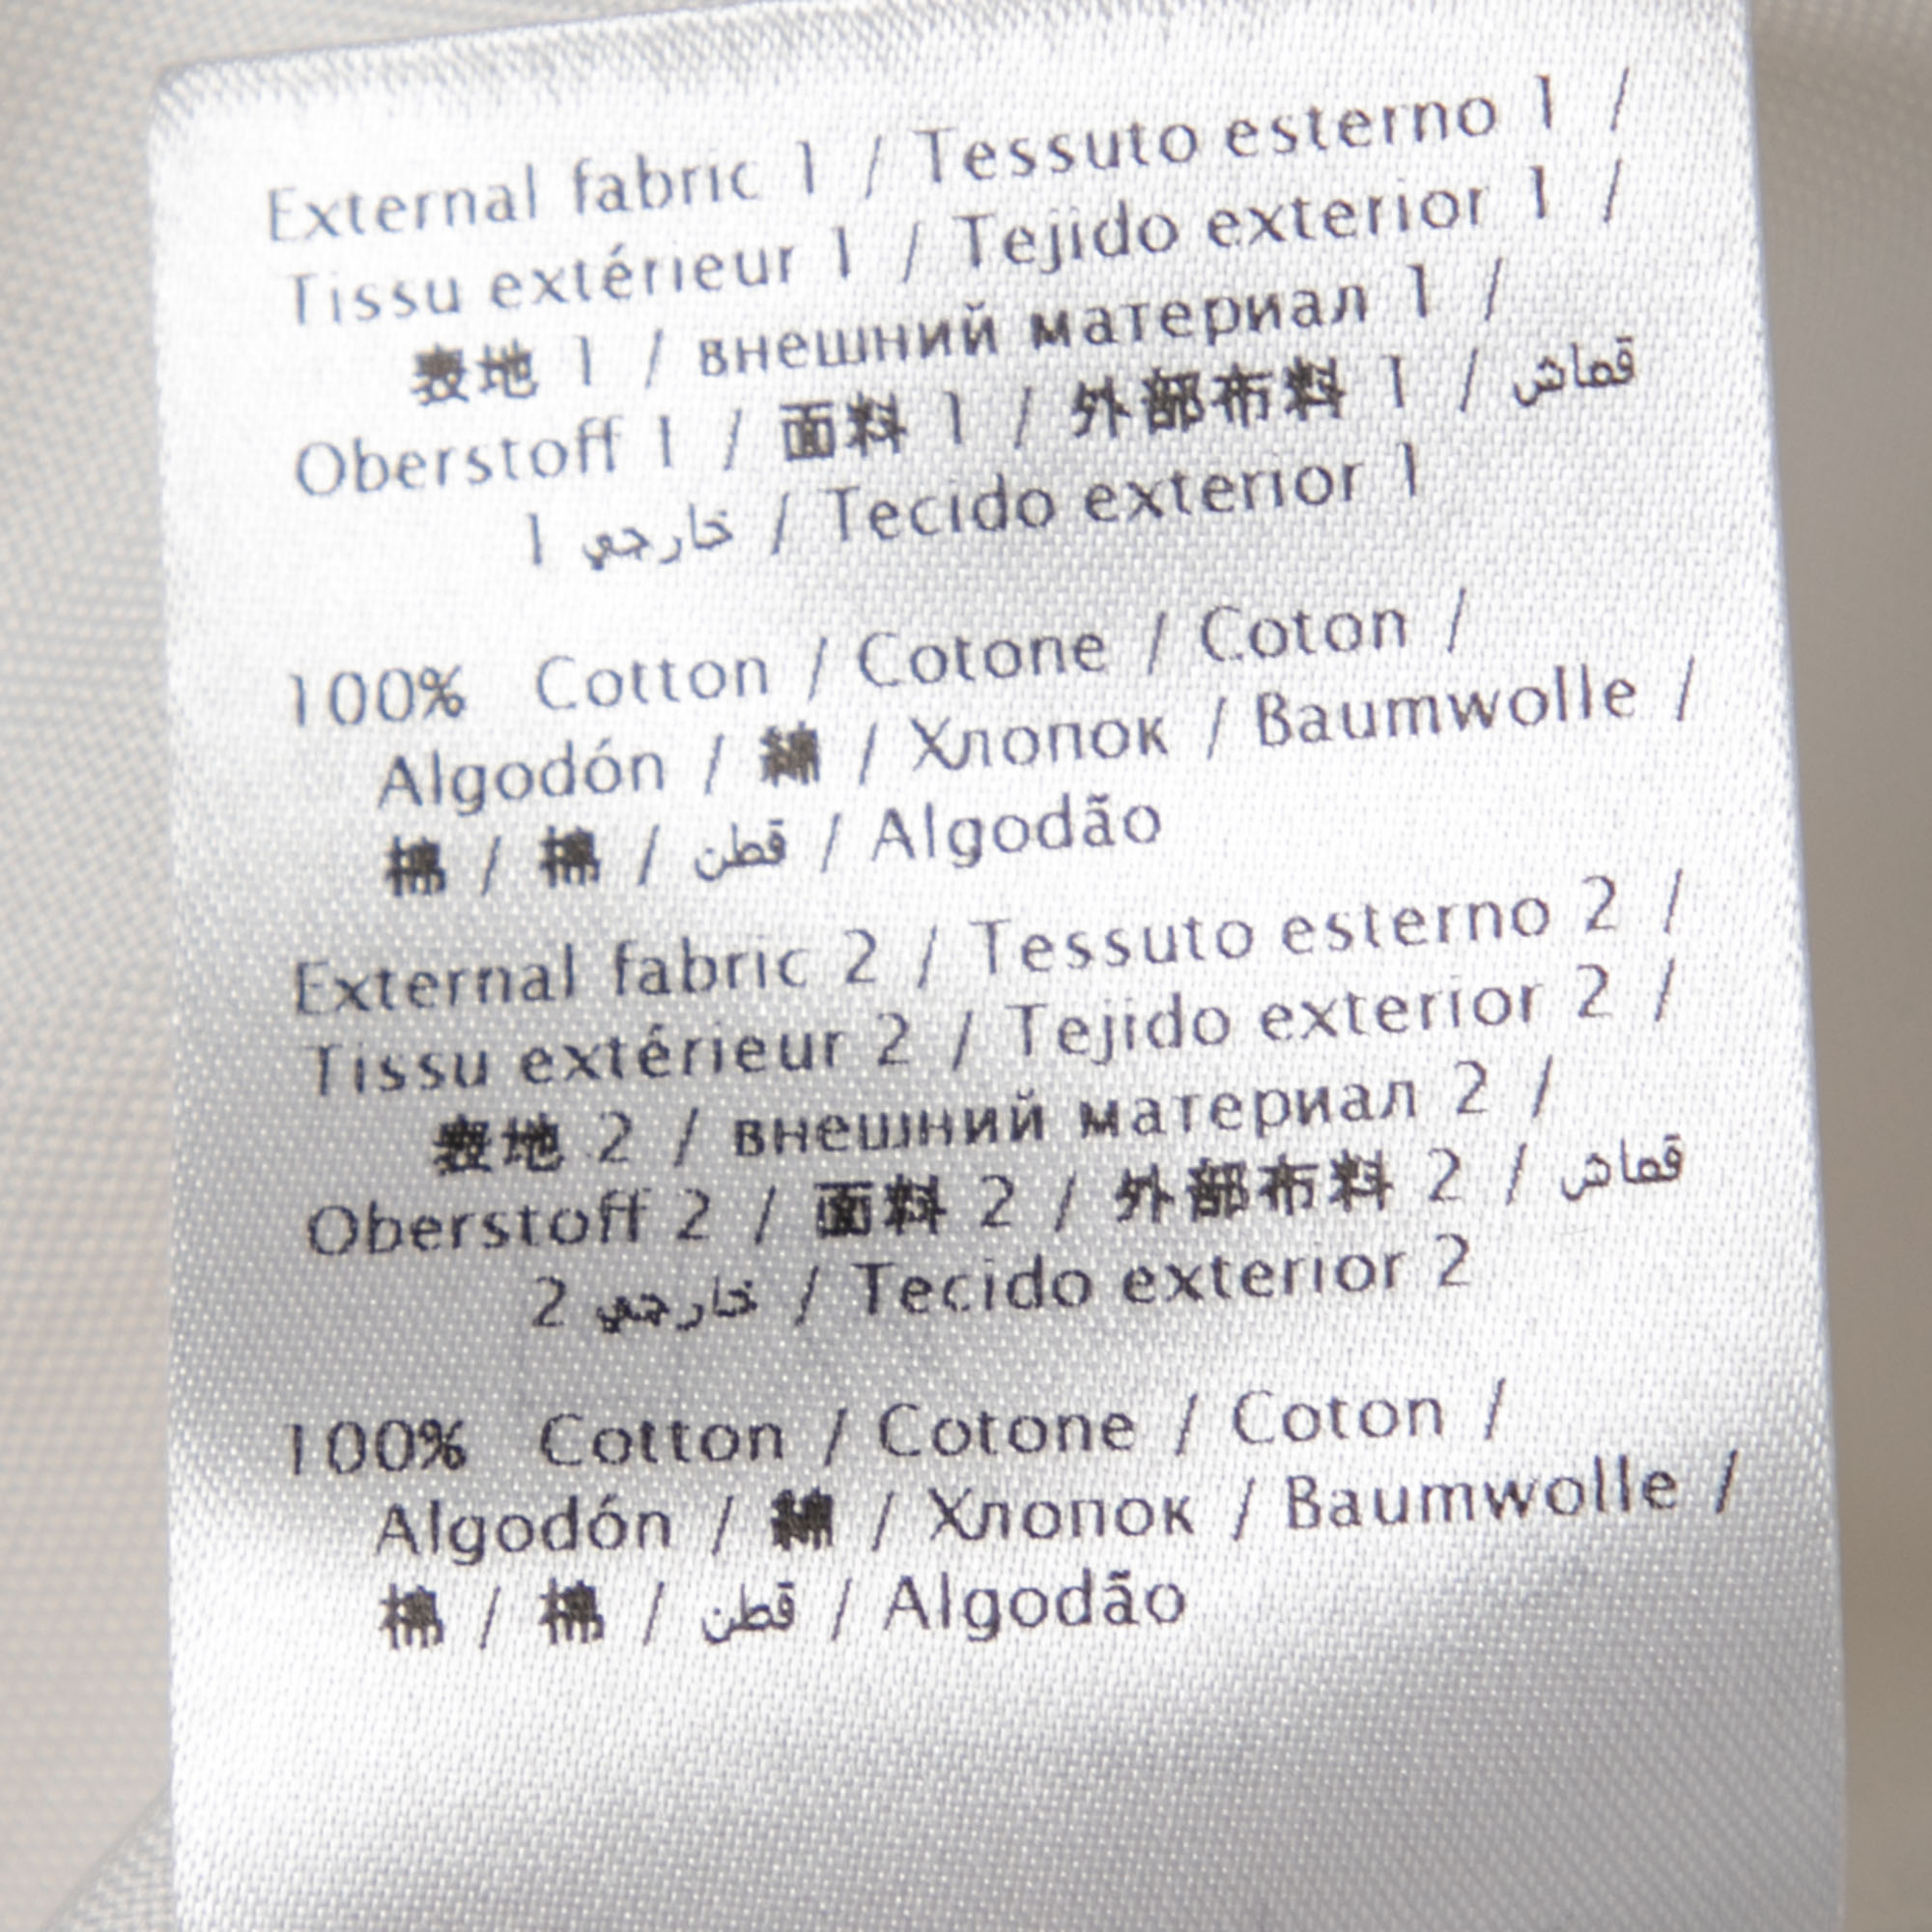 External fabric 1 / Tessuto esterno 1 /
Tissu extérieur 1 / Tejido exterior 1 /
表地 1 / внешний материал 1 /
Oberstoff 1 / 面料 1 / 外部布料 1 / قماش
خارجي 1 / Tecido exterior 1
100% Cotton / Cotone / Coton /
Algodón / 綿 / Хлопок / Baumwolle /
棉 / 棉 / قطن / Algodão
External fabric 2 / Tessuto esterno 2 /
Tissu extérieur 2 / Tejido exterior 2 /
表地 2 / внешний материал 2 /
Oberstoff 2 / 面料 2 / 外部布料 2 / قماش
خارجي 2 / Tecido exterior 2
100% Cotton / Cotone / Coton /
Algodón / 綿 / Хлопок / Baumwolle /
棉 / 棉 / قطن / Algodão